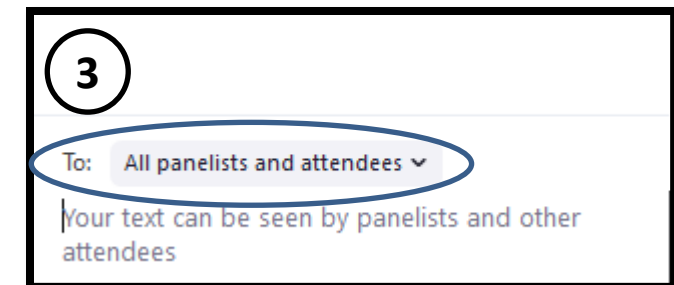 3
To: All panelists and attendees
Your text can be seen by panelists and other
attendees